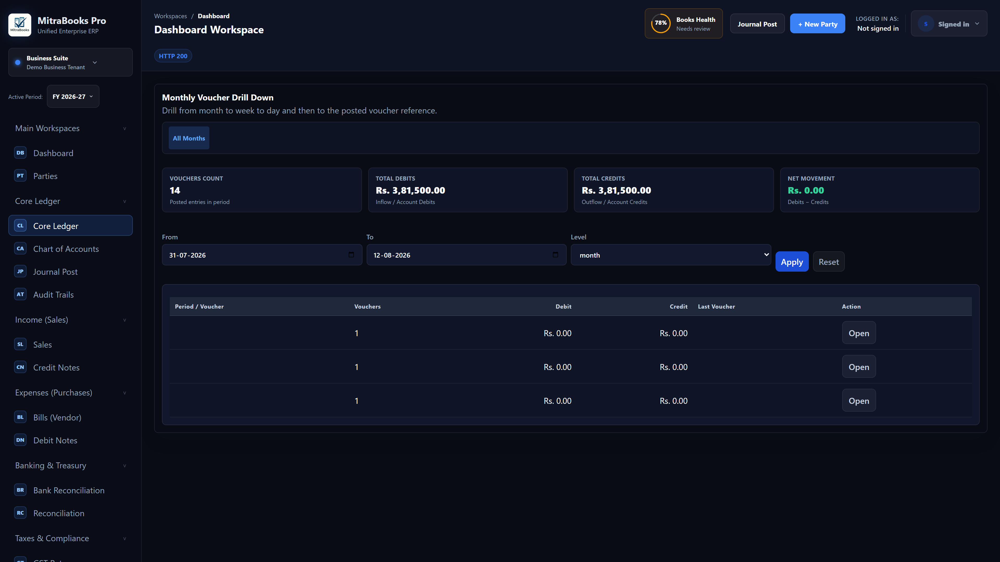 MitraBooks
MitraBooks Pro
Unified Enterprise ERP
Business Suite
Demo Business Tenant
Active Period:
FY 2026-27
Main Workspaces
v
DB
Dashboard
PT
Parties
Core Ledger
v
CL
Core Ledger
CA
Chart of Accounts
JP
Journal Post
AT
Audit Trails
Income (Sales)
v
SL
Sales
CN
Credit Notes
Expenses (Purchases)
v
BL
Bills (Vendor)
DN
Debit Notes
Banking & Treasury
v
BR
Bank Reconciliation
RC
Reconciliation
Taxes & Compliance
v
Workspaces / Dashboard
Dashboard Workspace
78%
Books Health
Needs review
Journal Post
+ New Party
LOGGED IN AS:
Not signed in
S
Signed in
HTTP 200
Monthly Voucher Drill Down
Drill from month to week to day and then to the posted voucher reference.
All Months
VOUCHERS COUNT
14
Posted entries in period
TOTAL DEBITS
Rs. 3,81,500.00
Inflow / Account Debits
TOTAL CREDITS
Rs. 3,81,500.00
Outflow / Account Credits
NET MOVEMENT
Rs. 0.00
Debits – Credits
From
31-07-2026
To
12-08-2026
Level
month
Apply
Reset
Period / Voucher Vouchers Debit Credit Last Voucher Action
1 Rs. 0.00 Rs. 0.00 Open
1 Rs. 0.00 Rs. 0.00 Open
1 Rs. 0.00 Rs. 0.00 Open